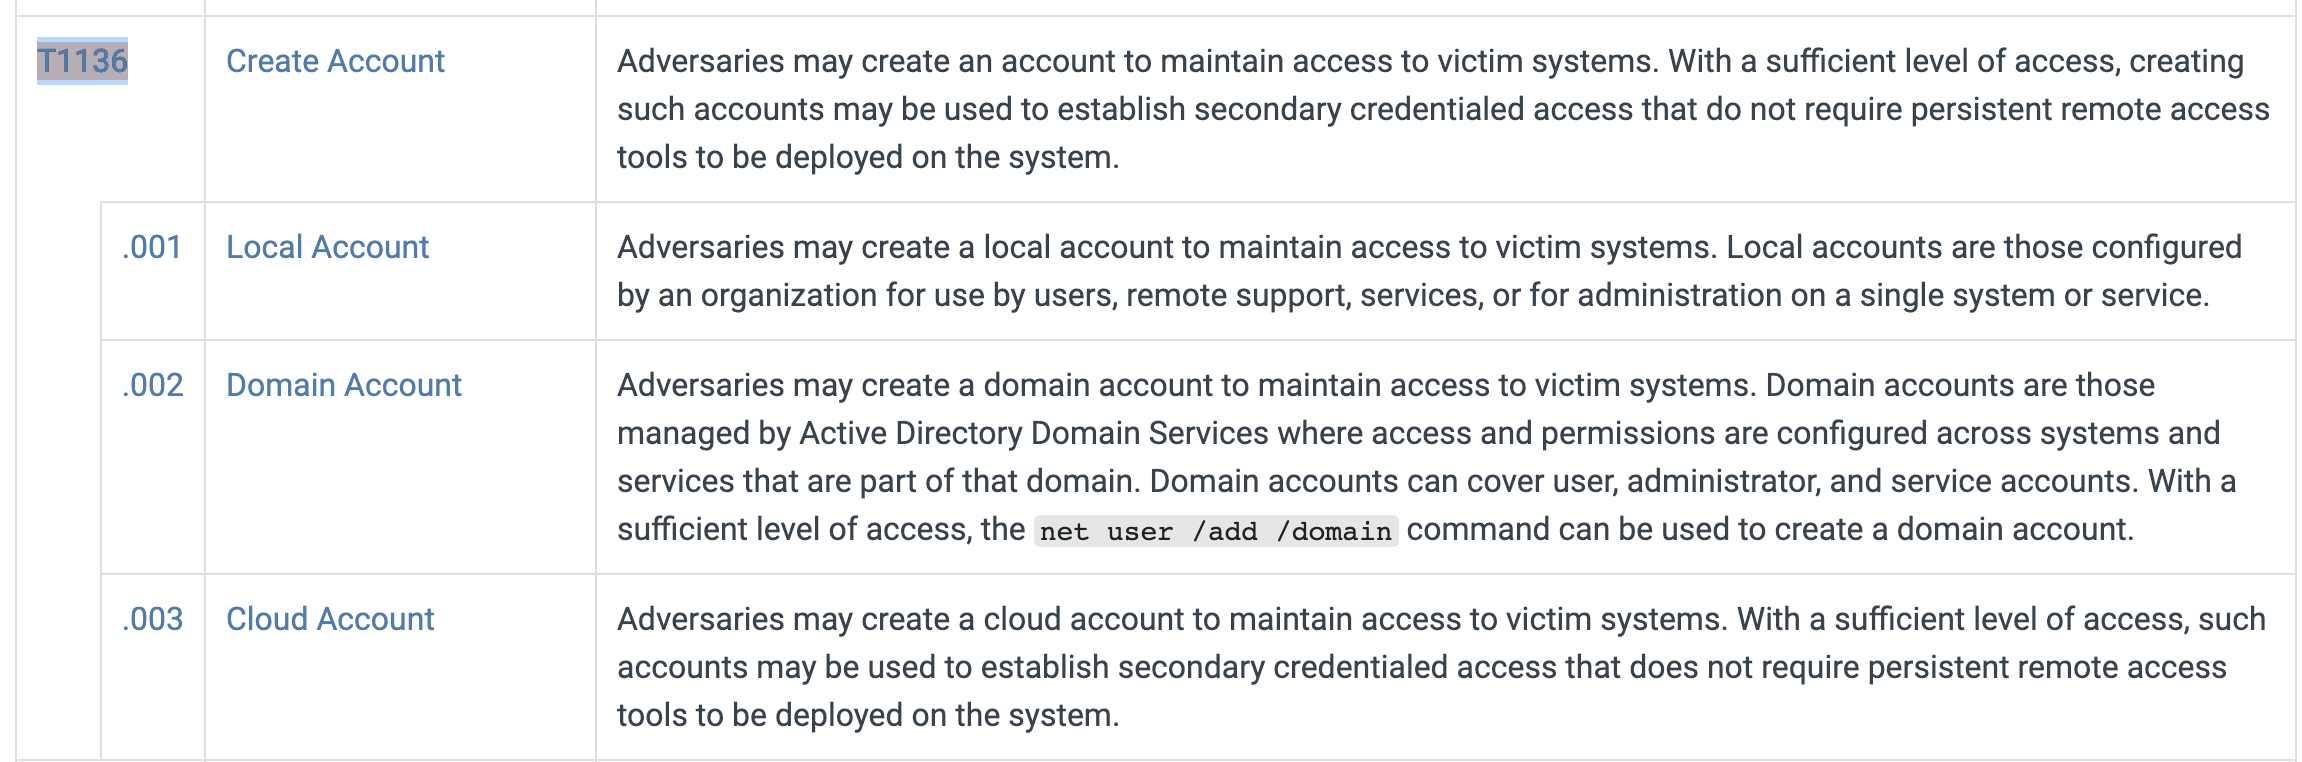 T1136
Create Account
Adversaries may create an account to maintain access to victim systems. With a sufficient level of access, creating
such accounts may be used to establish secondary credentialed access that do not require persistent remote access
tools to be deployed on the system.
.001
Local Account
Adversaries may create a local account to maintain access to victim systems. Local accounts are those configured
by an organization for use by users, remote support, services, or for administration on a single system or service.
.002
Domain Account
Adversaries may create a domain account to maintain access to victim systems. Domain accounts are those
managed by Active Directory Domain Services where access and permissions are configured across systems and
services that are part of that domain. Domain accounts can cover user, administrator, and service accounts. With a
sufficient level of access, the net user /add /domain command can be used to create a domain account.
.003
Cloud Account
Adversaries may create a cloud account to maintain access to victim systems. With a sufficient level of access, such
accounts may be used to establish secondary credentialed access that does not require persistent remote access
tools to be deployed on the system.